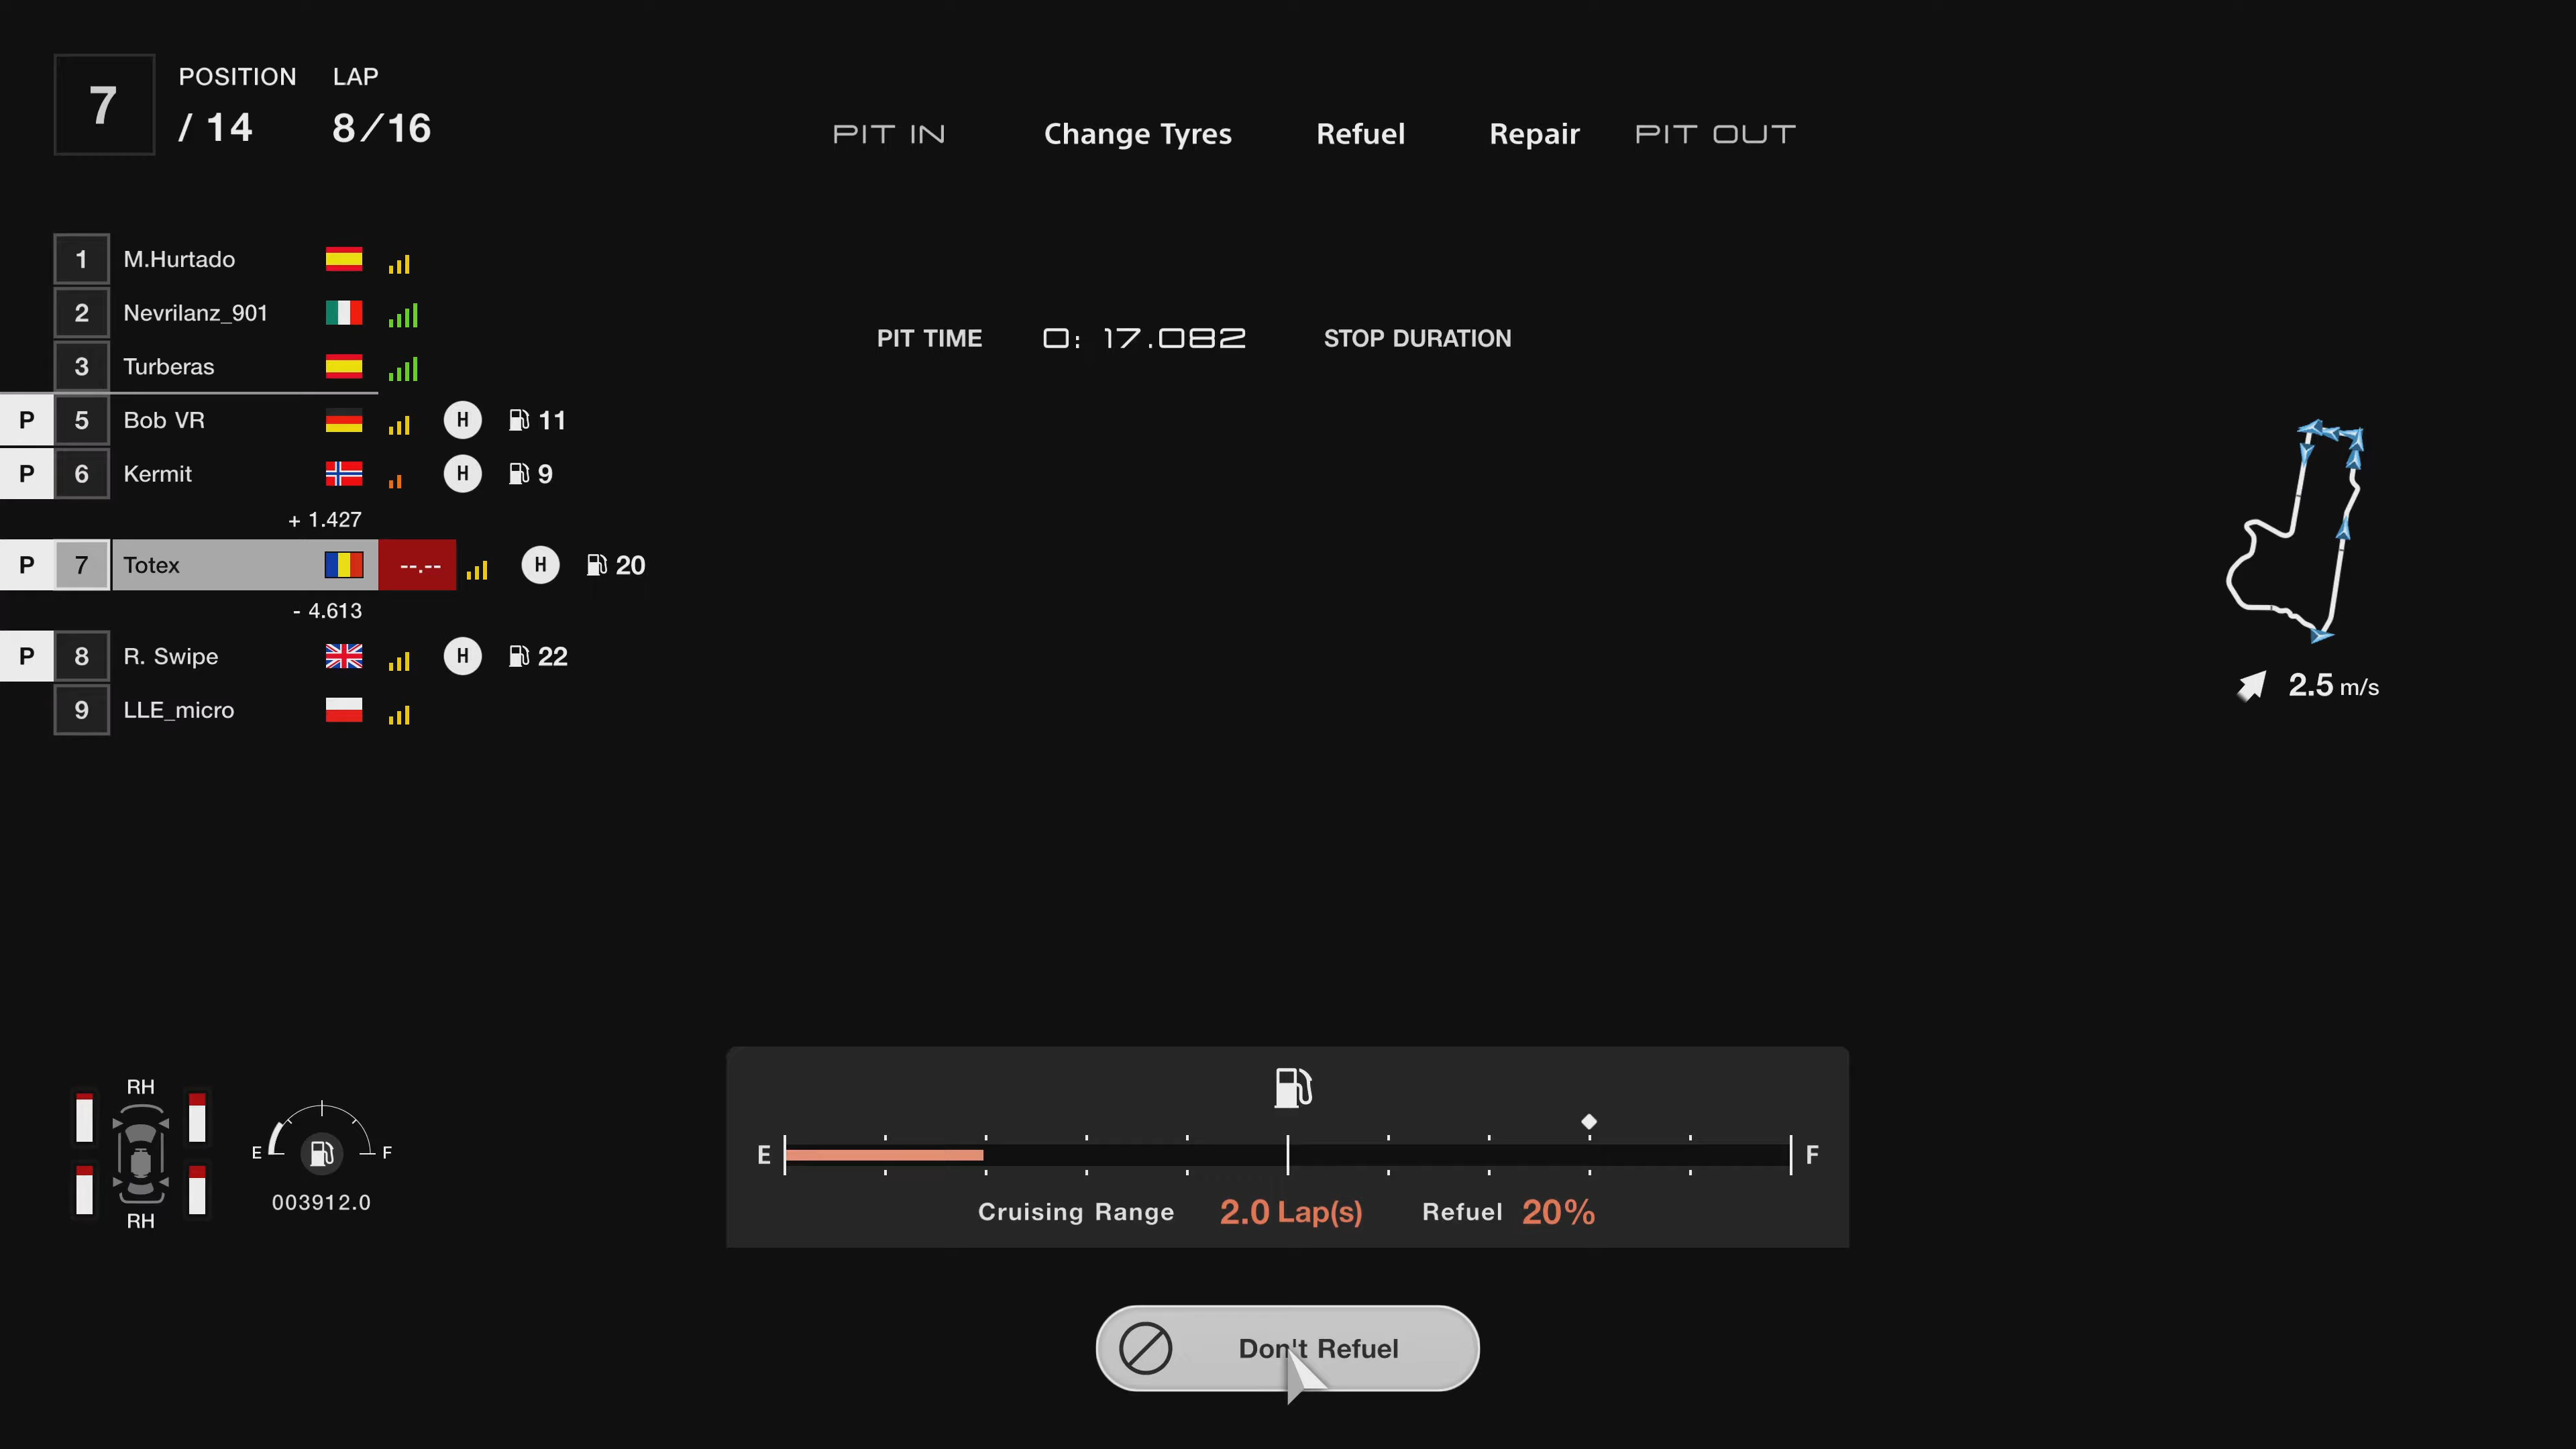 7 POSITION LAP
/ 14 8/16
PIT IN Change Tyres Refuel Repair PIT OUT
1 M.Hurtado
2 Nevrilanz_901
3 Turberas
PIT TIME 0: 17.082 STOP DURATION
P 5 Bob VR H 11
P 6 Kermit H 9
+ 1.427
P 7 Totex --.-- H 20
- 4.613
P 8 R. Swipe H 22
9 LLE_micro
2.5 m/s
RH
E F
003912.0
RH
E F
Cruising Range 2.0 Lap(s) Refuel 20%
Don't Refuel